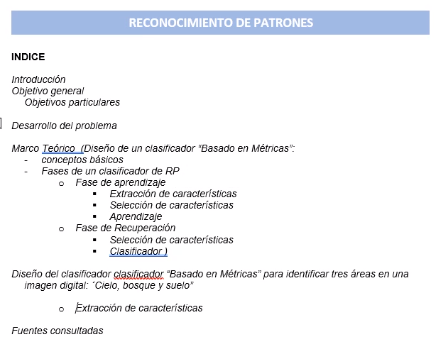 RECONOCIMIENTO DE PATRONES
INDICE
Introducción
Objetivo general
Objetivos particulares
Desarrollo del problema
Marco Teórico (Diseño de un clasificador "Basado en Métricas":
- conceptos básicos
- Fases de un clasificador de RP
o Fase de aprendizaje
▪ Extracción de características
▪ Selección de características
▪ Aprendizaje
o Fase de Recuperación
▪ Selección de características
▪ Clasificador )
Diseño del clasificador clasificador "Basado en Métricas" para identificar tres áreas en una
imagen digital: ¨Cielo, bosque y suelo"
o Extracción de características
Fuentes consultadas